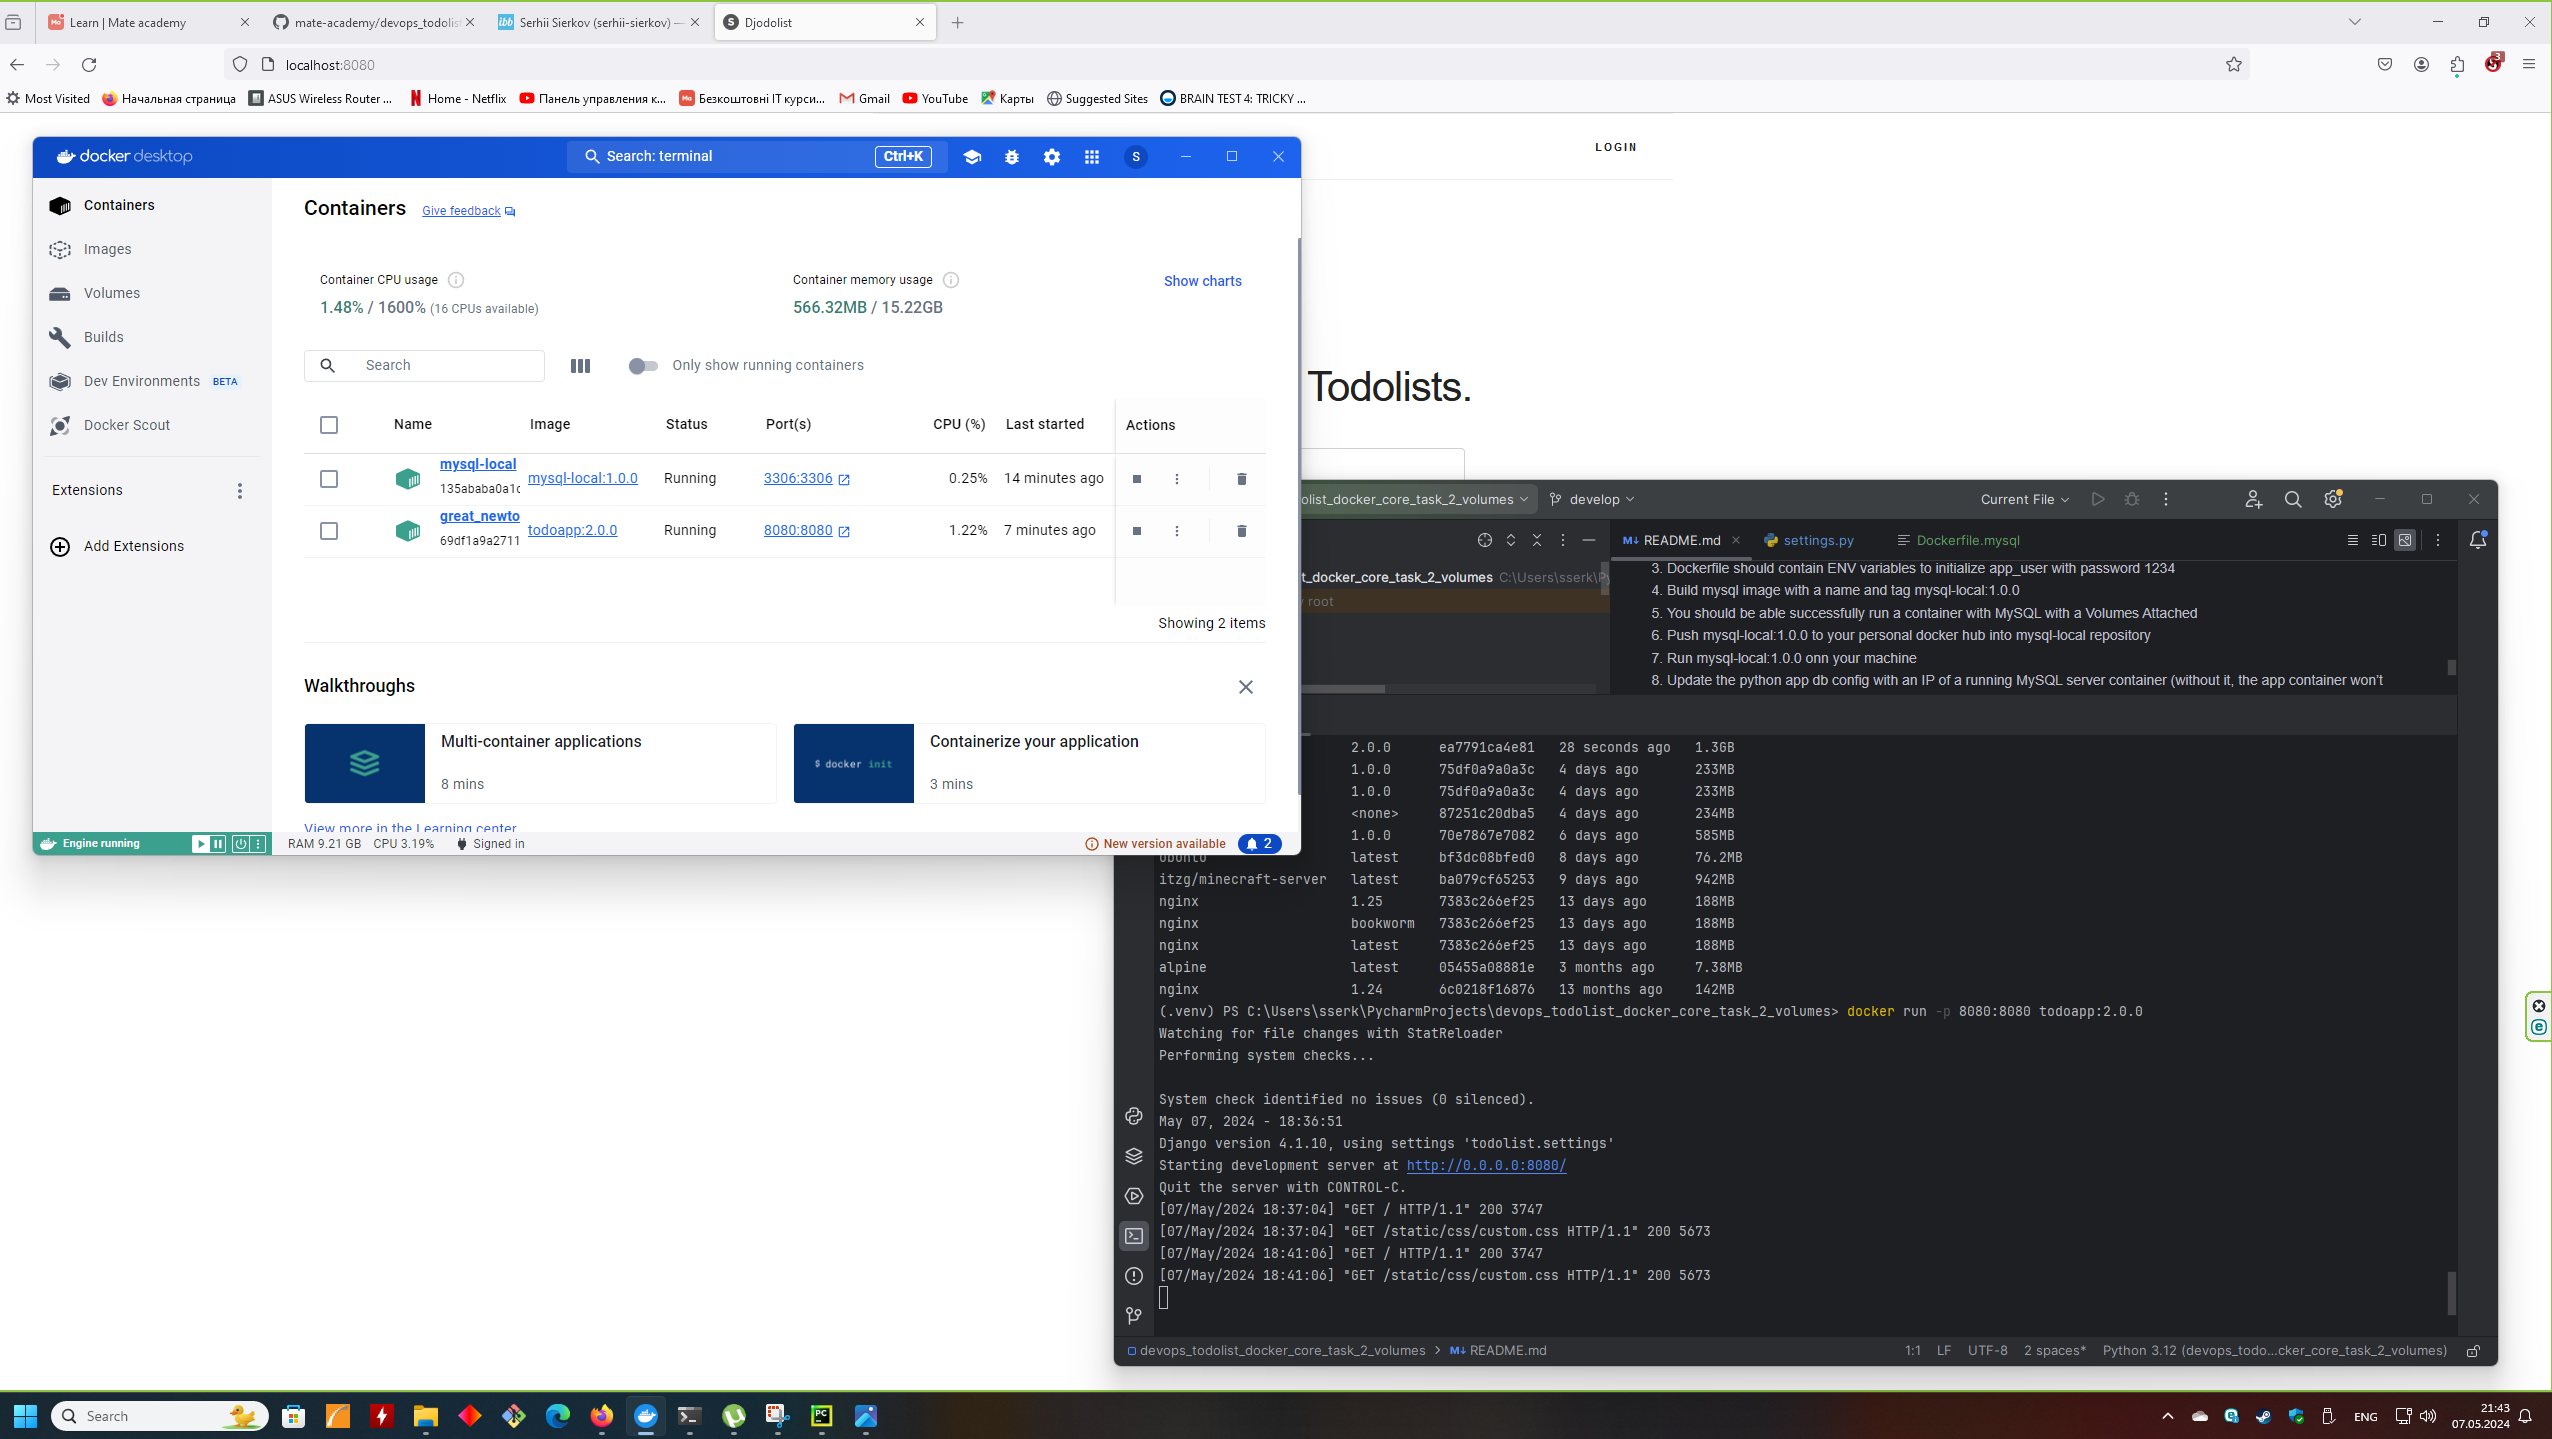 Learn | Mate academy
mate-academy/devops_todolist
Serhii Sierkov (serhii-sierkov) —
Djodolist
localhost:8080
Most Visited
Начальная страница
ASUS Wireless Router ...
Home - Netflix
Панель управления к...
Безкоштовні IT курси...
Gmail
YouTube
Карты
Suggested Sites
BRAIN TEST 4: TRICKY ...
LOGIN
Todolists.
docker desktop
Search: terminal
Ctrl+K
S
Containers
Images
Volumes
Builds
Dev Environments BETA
Docker Scout
Extensions
Add Extensions
Containers Give feedback
Container CPU usage
1.48% / 1600% (16 CPUs available)
Container memory usage
566.32MB / 15.22GB
Show charts
Search
Only show running containers
Name Image Status Port(s) CPU (%) Last started Actions
mysql-local
135ababa0a1c
mysql-local:1.0.0 Running 3306:3306 0.25% 14 minutes ago
great_newto
69df1a9a2711
todoapp:2.0.0 Running 8080:8080 1.22% 7 minutes ago
Showing 2 items
Walkthroughs
Multi-container applications
8 mins
$ docker init
Containerize your application
3 mins
View more in the Learning center
Engine running
RAM 9.21 GB CPU 3.19% Signed in
New version available
2
olist_docker_core_task_2_volumes
develop
Current File
t_docker_core_task_2_volumes C:\Users\sserk\Py
root
README.md
settings.py
Dockerfile.mysql
3. Dockerfile should contain ENV variables to initialize app_user with password 1234
4. Build mysql image with a name and tag mysql-local:1.0.0
5. You should be able successfully run a container with MySQL with a Volumes Attached
6. Push mysql-local:1.0.0 to your personal docker hub into mysql-local repository
7. Run mysql-local:1.0.0 onn your machine
8. Update the python app db config with an IP of a running MySQL server container (without it, the app container won't
2.0.0 ea7791ca4e81 28 seconds ago 1.3GB
1.0.0 75df0a9a0a3c 4 days ago 233MB
1.0.0 75df0a9a0a3c 4 days ago 233MB
<none> 87251c20dba5 4 days ago 234MB
1.0.0 70e7867e7082 6 days ago 585MB
ubuntu latest bf3dc08bfed0 8 days ago 76.2MB
itzg/minecraft-server latest ba079cf65253 9 days ago 942MB
nginx 1.25 7383c266ef25 13 days ago 188MB
nginx bookworm 7383c266ef25 13 days ago 188MB
nginx latest 7383c266ef25 13 days ago 188MB
alpine latest 05455a08881e 3 months ago 7.38MB
nginx 1.24 6c0218f16876 13 months ago 142MB
(.venv) PS C:\Users\sserk\PycharmProjects\devops_todolist_docker_core_task_2_volumes> docker run -p 8080:8080 todoapp:2.0.0
Watching for file changes with StatReloader
Performing system checks...
System check identified no issues (0 silenced).
May 07, 2024 - 18:36:51
Django version 4.1.10, using settings 'todolist.settings'
Starting development server at http://0.0.0.0:8080/
Quit the server with CONTROL-C.
[07/May/2024 18:37:04] "GET / HTTP/1.1" 200 3747
[07/May/2024 18:37:04] "GET /static/css/custom.css HTTP/1.1" 200 5673
[07/May/2024 18:41:06] "GET / HTTP/1.1" 200 3747
[07/May/2024 18:41:06] "GET /static/css/custom.css HTTP/1.1" 200 5673
devops_todolist_docker_core_task_2_volumes > README.md
1:1 LF UTF-8 2 spaces* Python 3.12 (devops_todo...cker_core_task_2_volumes)
Search
ENG
21:43
07.05.2024